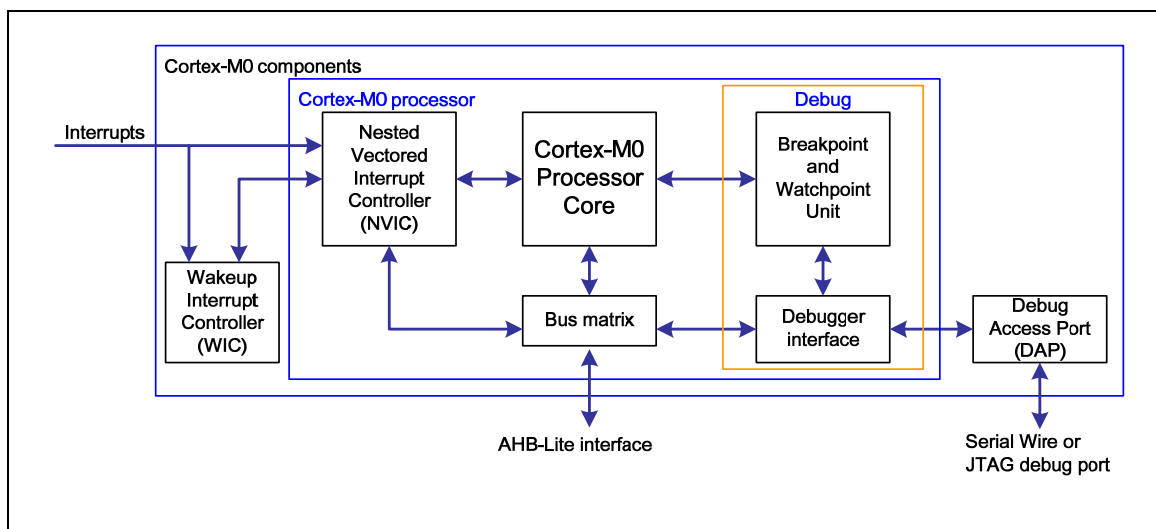 Cortex-M0 components
Cortex-M0 processor
Debug
Interrupts
Nested
Vectored
Interrupt
Controller
(NVIC)
Cortex-M0
Processor
Core
Breakpoint
and
Watchpoint
Unit
Wakeup
Interrupt
Controller
(WIC)
Bus matrix
Debugger
interface
Debug
Access Port
(DAP)
AHB-Lite interface
Serial Wire or
JTAG debug port